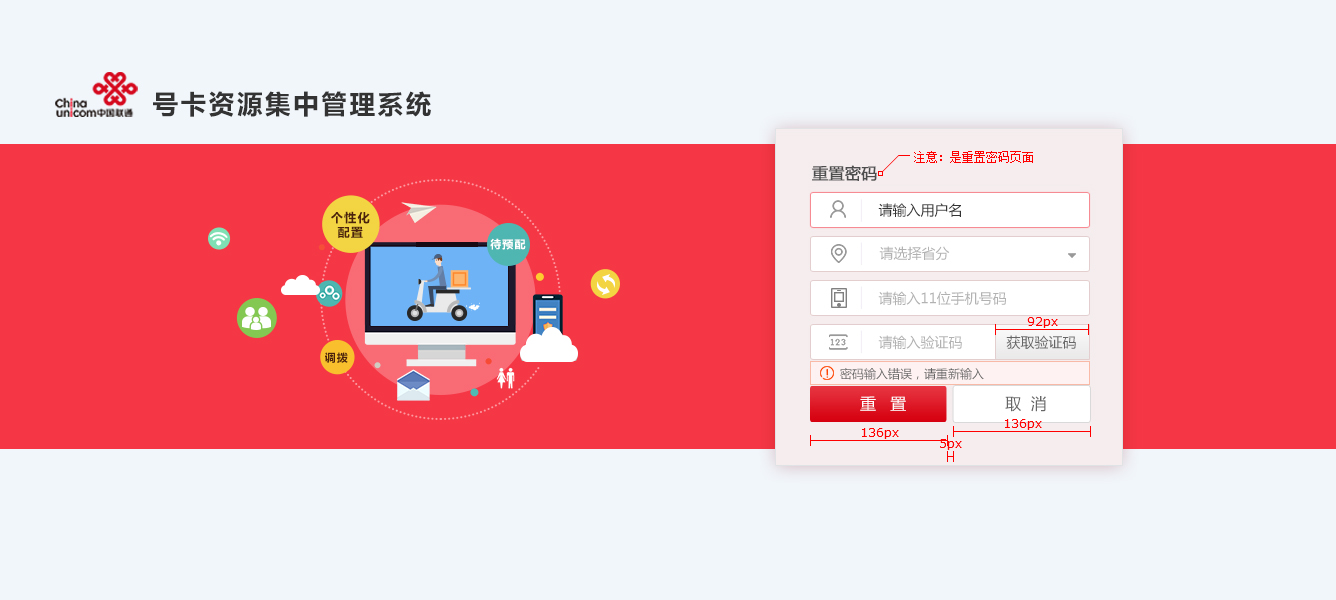 China
unicom中国联通
号卡资源集中管理系统
注意：是重置密码页面
重置密码
请输入用户名
请选择省分
请输入11位手机号码
92px
123
请输入验证码
获取验证码
密码输入错误，请重新输入
重 置
取 消
136px
136px
5px
个性化
配置
待预配
调拨